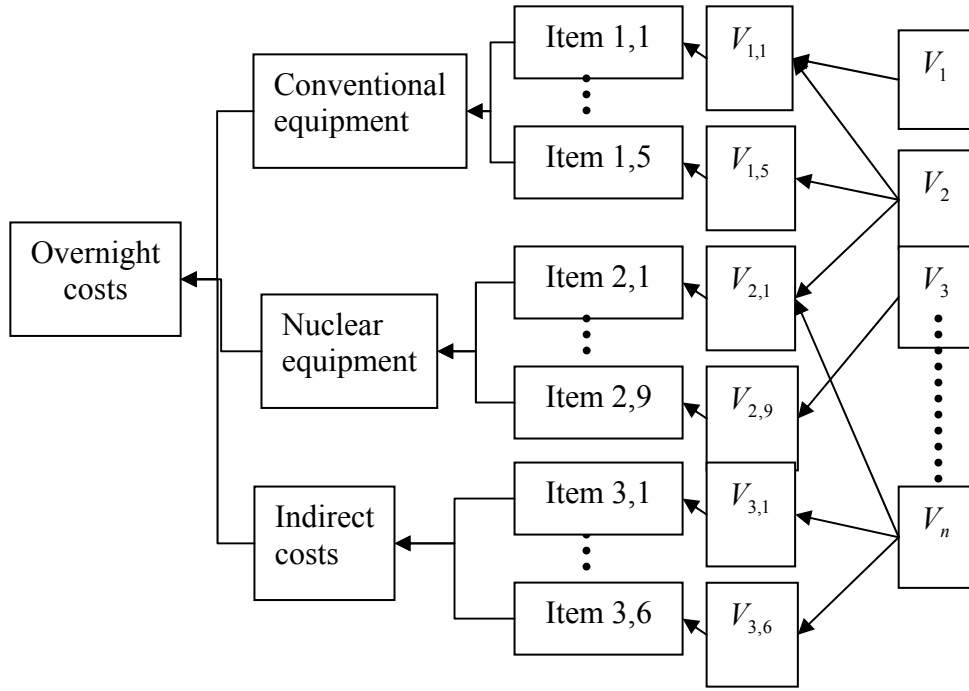 Overnight
costs
Conventional
equipment
Nuclear
equipment
Indirect
costs
Item 1,1
Item 1,5
Item 2,1
Item 2,9
Item 3,1
Item 3,6
V1,1
V1,5
V2,1
V2,9
V3,1
V3,6
V1
V2
V3
Vn